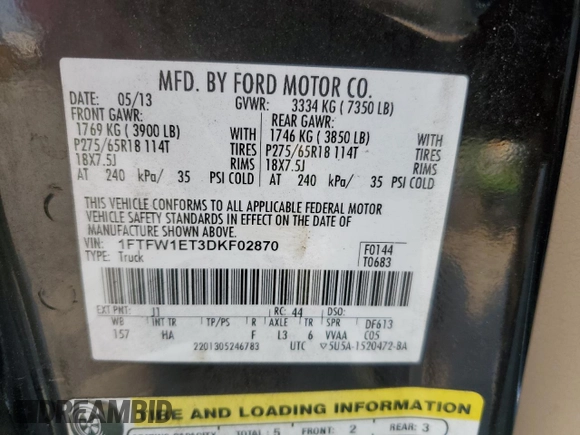 MFD. BY FORD MOTOR CO.
DATE: 05/13 GVWR: 3334 KG ( 7350 LB)
FRONT GAWR: REAR GAWR:
1769 KG ( 3900 LB) WITH 1746 KG ( 3850 LB) WITH
P275/65R18 114T TIRES P275/65R18 114T TIRES
18X7.5J RIMS 18X7.5J RIMS
AT 240 kPa/ 35 PSI COLD AT 240 kPa/ 35 PSI COLD
THIS VEHICLE CONFORMS TO ALL APPLICABLE FEDERAL MOTOR
VEHICLE SAFETY STANDARDS IN EFFECT ON THE DATE OF
MANUFACTURE SHOWN ABOVE.
VIN: 1FTFW1ET3DKF02870 F0144
TYPE: Truck T0683
EXT PNT: J1 RC: 44 DSO:
WB INT TR TP/PS R AXLE TR SPR DF613
157 HA F L3 6 VVAA C05
2201305246783 UTC 5U5A-1520472-BA
TIRE AND LOADING INFORMATION
TOTAL: 5 FRONT: 2 REAR: 3
DREAMBID